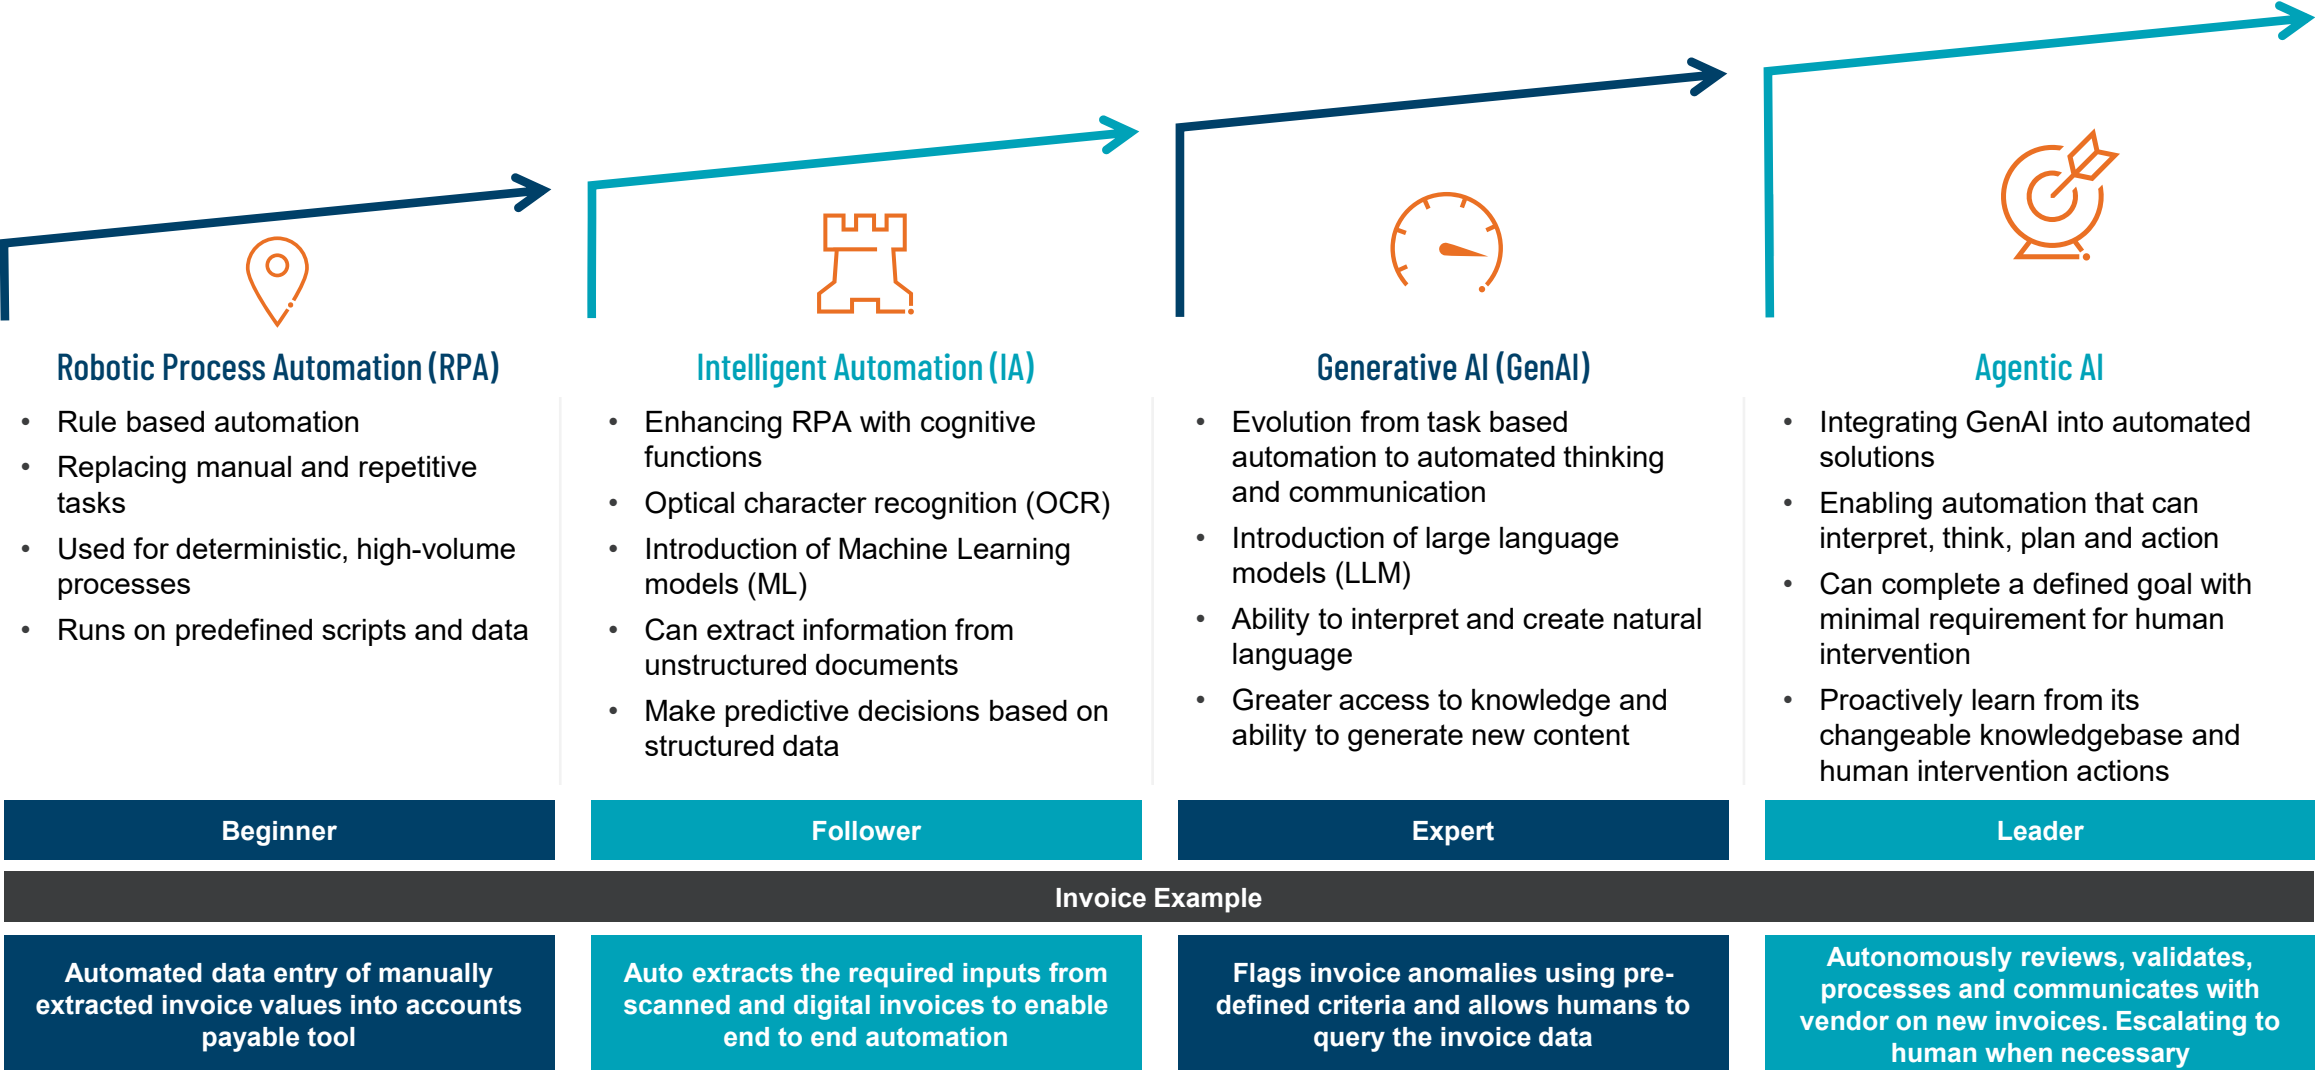 Robotic Process Automation (RPA)
• Rule based automation
• Replacing manual and repetitive
tasks
• Used for deterministic, high-volume
processes
• Runs on predefined scripts and data
Beginner
Intelligent Automation (IA)
• Enhancing RPA with cognitive
functions
• Optical character recognition (OCR)
• Introduction of Machine Learning
models (ML)
• Can extract information from
unstructured documents
• Make predictive decisions based on
structured data
Follower
Generative AI (GenAI)
• Evolution from task based
automation to automated thinking
and communication
• Introduction of large language
models (LLM)
• Ability to interpret and create natural
language
• Greater access to knowledge and
ability to generate new content
Expert
Agentic AI
• Integrating GenAI into automated
solutions
• Enabling automation that can
interpret, think, plan and action
• Can complete a defined goal with
minimal requirement for human
intervention
• Proactively learn from its
changeable knowledgebase and
human intervention actions
Leader
Invoice Example
Automated data entry of manually
extracted invoice values into accounts
payable tool
Auto extracts the required inputs from
scanned and digital invoices to enable
end to end automation
Flags invoice anomalies using pre-
defined criteria and allows humans to
query the invoice data
Autonomously reviews, validates,
processes and communicates with
vendor on new invoices. Escalating to
human when necessary